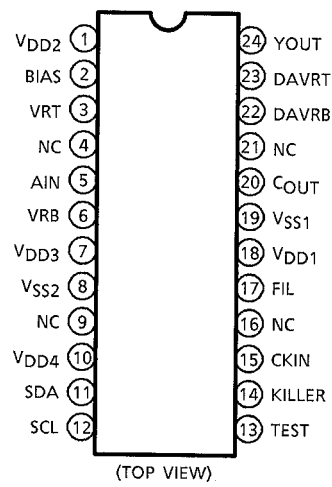 VDD2 1 24 YOUT
BIAS 2 23 DAVRT
VRT 3 22 DAVRB
NC 4 21 NC
AIN 5 20 COUT
VRB 6 19 VSS1
VDD3 7 18 VDD1
VSS2 8 17 FIL
NC 9 16 NC
VDD4 10 15 CKIN
SDA 11 14 KILLER
SCL 12 13 TEST
(TOP VIEW)